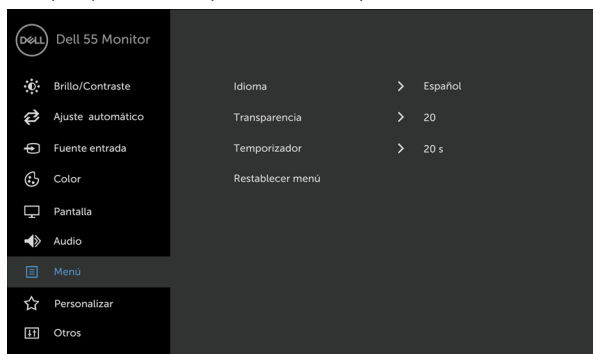 DELL Dell 55 Monitor
Brillo/Contraste
Idioma > Español
Ajuste automático
Transparencia > 20
Fuente entrada
Temporizador > 20 s
Color
Restablecer menú
Pantalla
Audio
Menú
Personalizar
Otros